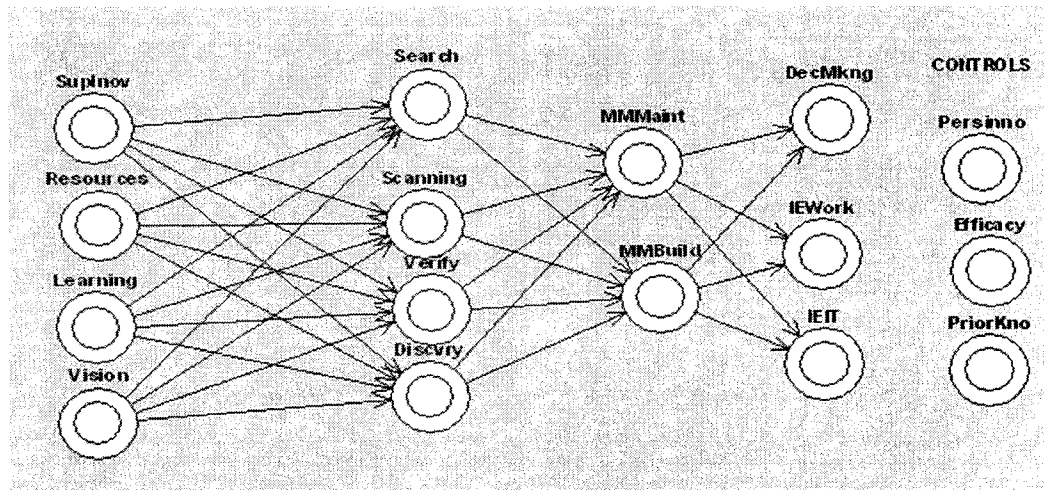 SupInov
Resources
Learning
Vision
Search
Scanning
Verify
Discvry
MMMaint
MMBuild
DecMkng
IEWork
IEIT
CONTROLS
Persinno
Efficacy
PriorKno